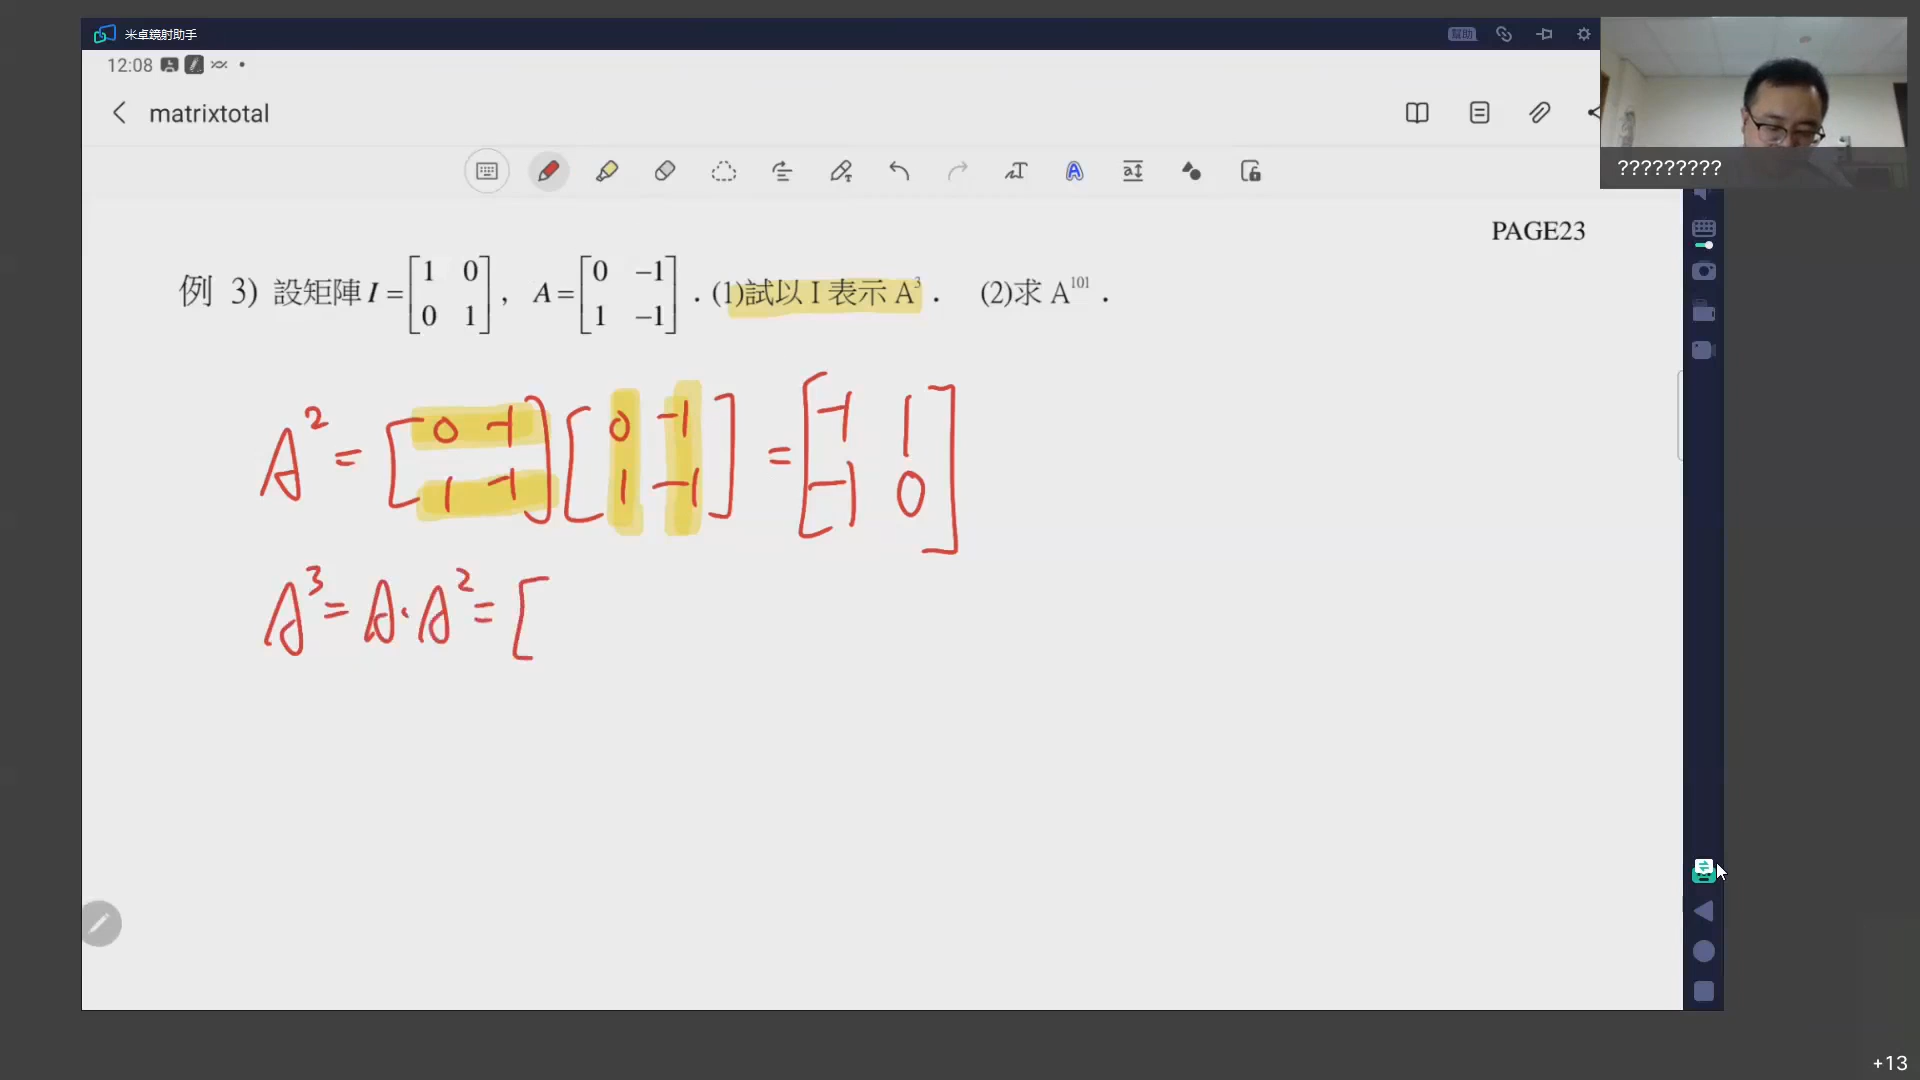 米卓鏡射助手
幫助
12:08
matrixtotal
?????????
PAGE23
例 3) 設矩陣 I = [1 0; 0 1], A = [0 −1; 1 −1]. (1)試以 I 表示 A³. (2)求 A¹⁰¹.
A² = [0 -1; 1 -1] [0 -1; 1 -1] = [-1 1; -1 0]
A³ = A · A² = [
+13